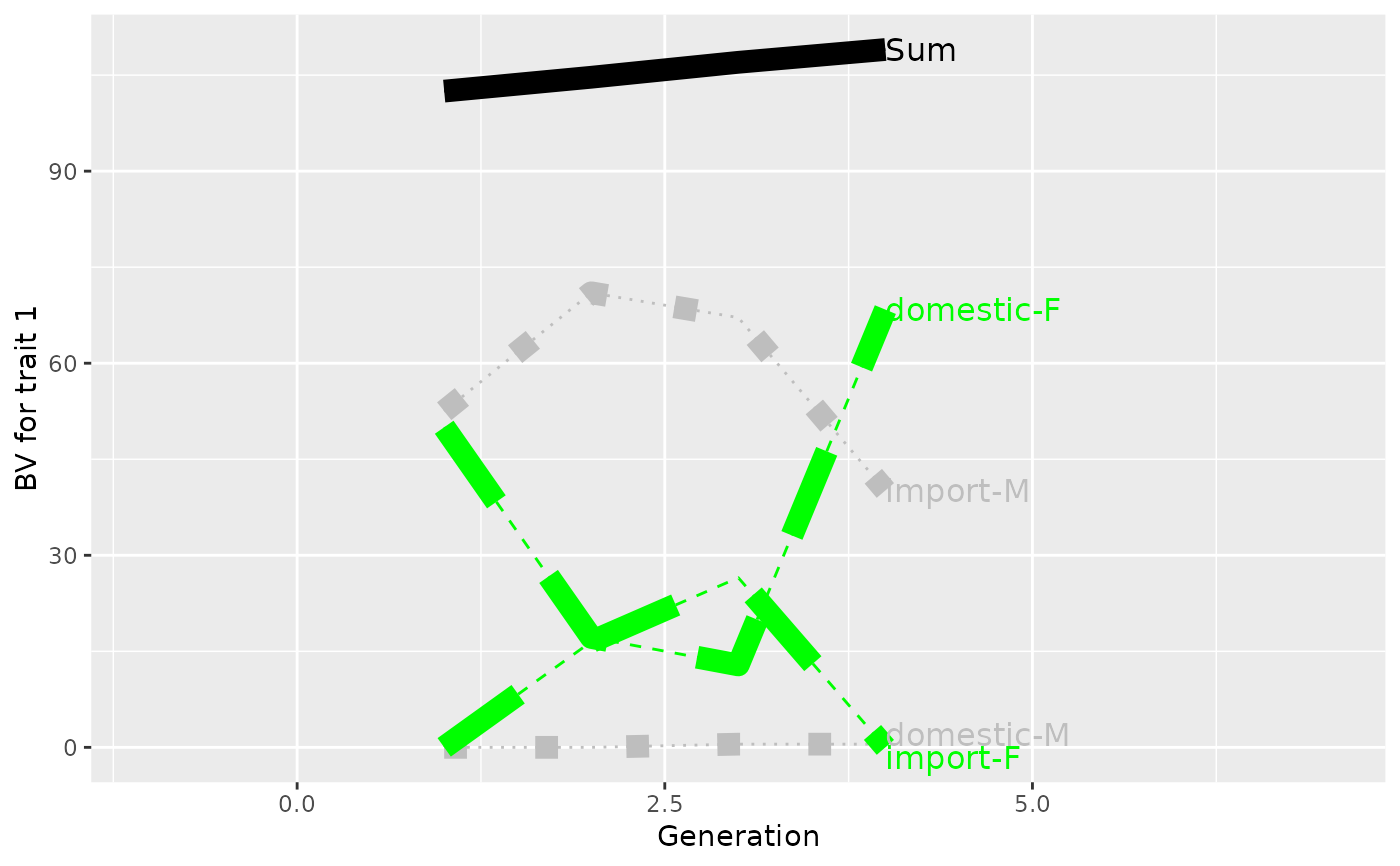 Sum
90
domestic-F
60
BV for trait 1
import-M
30
domestic-M
0
import-F
0.0
2.5
5.0
Generation